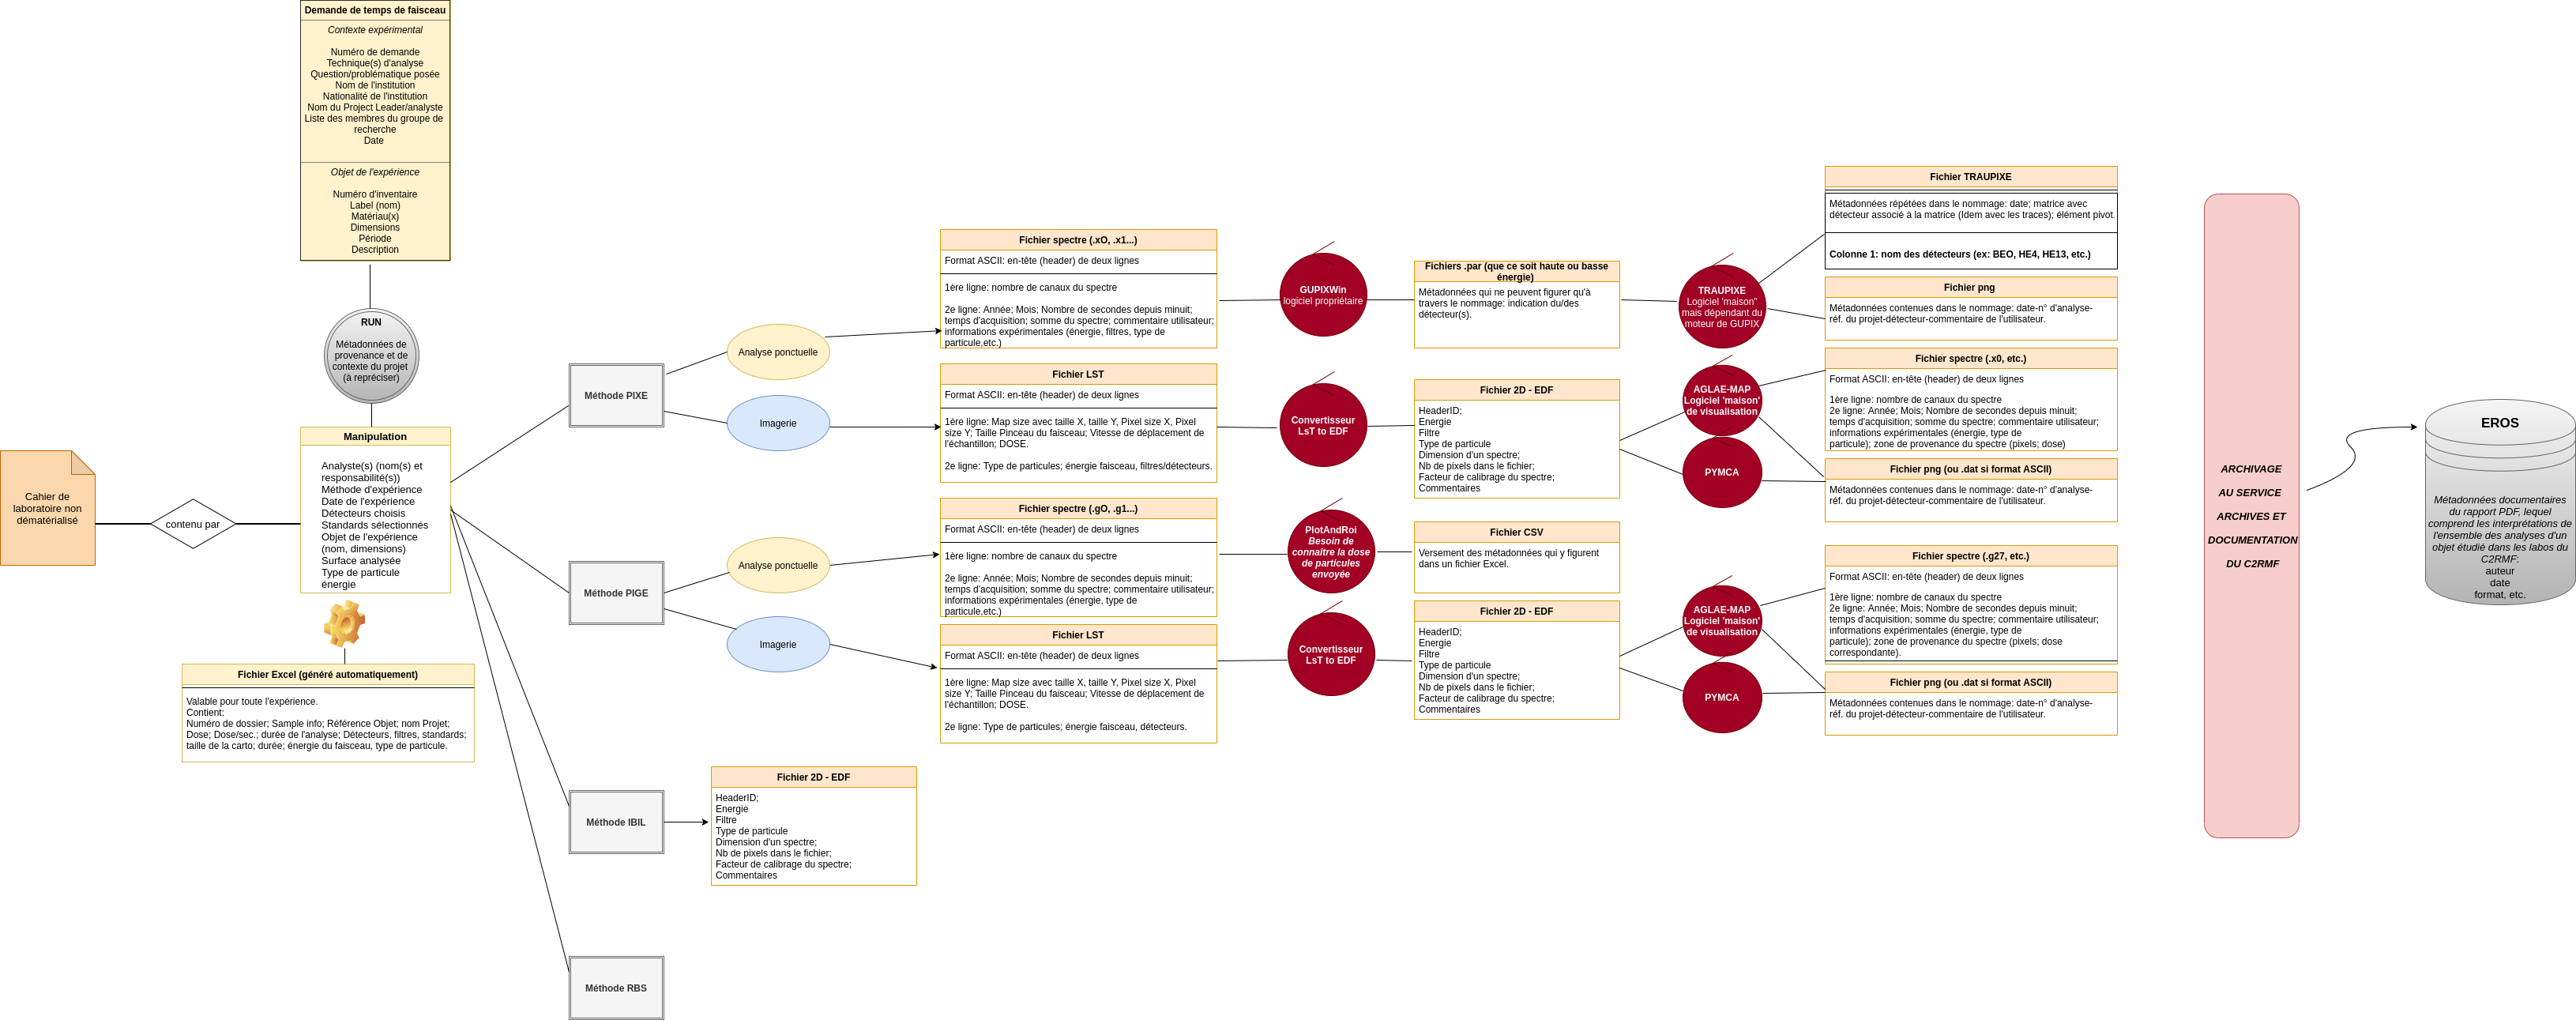 Demande de temps de faisceau
Contexte expérimental
Numéro de demande
Technique(s) d'analyse
Question/problématique posée
Nom de l'institution
Nationalité de l'institution
Nom du Project Leader/analyste
Liste des membres du groupe de
recherche
Date
Objet de l'expérience
Numéro d'inventaire
Label (nom)
Matériau(x)
Dimensions
Période
Description
RUN
Métadonnées de
provenance et de
contexte du projet
(à repréciser)
Manipulation
Analyste(s) (nom(s) et
responsabilité(s))
Méthode d'expérience
Date de l'expérience
Détecteurs choisis
Standards sélectionnés
Objet de l'expérience
(nom, dimensions)
Surface analysée
Type de particule
énergie
Cahier de
laboratoire non
dématérialisé
contenu par
Fichier Excel (généré automatiquement)
Valable pour toute l'expérience.
Contient:
Numéro de dossier; Sample info; Référence Objet; nom Projet;
Dose; Dose/sec.; durée de l'analyse; Détecteurs, filtres, standards;
taille de la carto; durée; énergie du faisceau, type de particule.
Méthode PIXE
Analyse ponctuelle
Imagerie
Méthode PIGE
Analyse ponctuelle
Imagerie
Méthode IBIL
Fichier 2D - EDF
HeaderID;
Energie
Filtre
Type de particule
Dimension d'un spectre;
Nb de pixels dans le fichier;
Facteur de calibrage du spectre;
Commentaires
Méthode RBS
Fichier spectre (.xO, .x1...)
Format ASCII: en-tête (header) de deux lignes
1ère ligne: nombre de canaux du spectre
2e ligne: Année; Mois; Nombre de secondes depuis minuit;
temps d'acquisition; somme du spectre; commentaire utilisateur;
informations expérimentales (énergie, filtres, type de
particule,etc.)
Fichier LST
Format ASCII: en-tête (header) de deux lignes
1ère ligne: Map size avec taille X, taille Y, Pixel size X, Pixel
size Y; Taille Pinceau du faisceau; Vitesse de déplacement de
l'échantillon; DOSE.
2e ligne: Type de particules; énergie faisceau, filtres/détecteurs.
Fichier spectre (.gO, .g1...)
Format ASCII: en-tête (header) de deux lignes
1ère ligne: nombre de canaux du spectre
2e ligne: Année; Mois; Nombre de secondes depuis minuit;
temps d'acquisition; somme du spectre; commentaire utilisateur;
informations expérimentales (énergie, type de
particule,etc.)
Fichier LST
Format ASCII: en-tête (header) de deux lignes
1ère ligne: Map size avec taille X, taille Y, Pixel size X, Pixel
size Y; Taille Pinceau du faisceau; Vitesse de déplacement de
l'échantillon; DOSE.
2e ligne: Type de particules; énergie faisceau, détecteurs.
GUPIXWin
logiciel propriétaire
Convertisseur
LsT to EDF
PlotAndRoi
Besoin de
connaître la dose
de particules
envoyée
Convertisseur
LsT to EDF
Fichiers .par (que ce soit haute ou basse
énergie)
Métadonnées qui ne peuvent figurer qu'à
travers le nommage: indication du/des
détecteur(s).
Fichier 2D - EDF
HeaderID;
Energie
Filtre
Type de particule
Dimension d'un spectre;
Nb de pixels dans le fichier;
Facteur de calibrage du spectre;
Commentaires
Fichier CSV
Versement des métadonnées qui y figurent
dans un fichier Excel.
Fichier 2D - EDF
HeaderID;
Energie
Filtre
Type de particule
Dimension d'un spectre;
Nb de pixels dans le fichier;
Facteur de calibrage du spectre;
Commentaires
TRAUPIXE
Logiciel 'maison"
mais dépendant du
moteur de GUPIX
AGLAE-MAP
Logiciel 'maison'
de visualisation
PYMCA
AGLAE-MAP
Logiciel 'maison'
de visualisation
PYMCA
Fichier TRAUPIXE
Métadonnées répétées dans le nommage: date; matrice avec
détecteur associé à la matrice (Idem avec les traces); élément pivot.
Colonne 1: nom des détecteurs (ex: BEO, HE4, HE13, etc.)
Fichier png
Métadonnées contenues dans le nommage: date-n° d'analyse-
réf. du projet-détecteur-commentaire de l'utilisateur.
Fichier spectre (.x0, etc.)
Format ASCII: en-tête (header) de deux lignes
1ère ligne: nombre de canaux du spectre
2e ligne: Année; Mois; Nombre de secondes depuis minuit;
temps d'acquisition; somme du spectre; commentaire utilisateur;
informations expérimentales (énergie, type de
particule); zone de provenance du spectre (pixels; dose)
Fichier png (ou .dat si format ASCII)
Métadonnées contenues dans le nommage: date-n° d'analyse-
réf. du projet-détecteur-commentaire de l'utilisateur.
Fichier spectre (.g27, etc.)
Format ASCII: en-tête (header) de deux lignes
1ère ligne: nombre de canaux du spectre
2e ligne: Année; Mois; Nombre de secondes depuis minuit;
temps d'acquisition; somme du spectre; commentaire utilisateur;
informations expérimentales (énergie, type de
particule); zone de provenance du spectre (pixels; dose
correspondante).
Fichier png (ou .dat si format ASCII)
Métadonnées contenues dans le nommage: date-n° d'analyse-
réf. du projet-détecteur-commentaire de l'utilisateur.
ARCHIVAGE
AU SERVICE
ARCHIVES ET
DOCUMENTATION
DU C2RMF
EROS
Métadonnées documentaires
du rapport PDF, lequel
comprend les interprétations de
l'ensemble des analyses d'un
objet étudié dans les labos du
C2RMF:
auteur
date
format, etc.